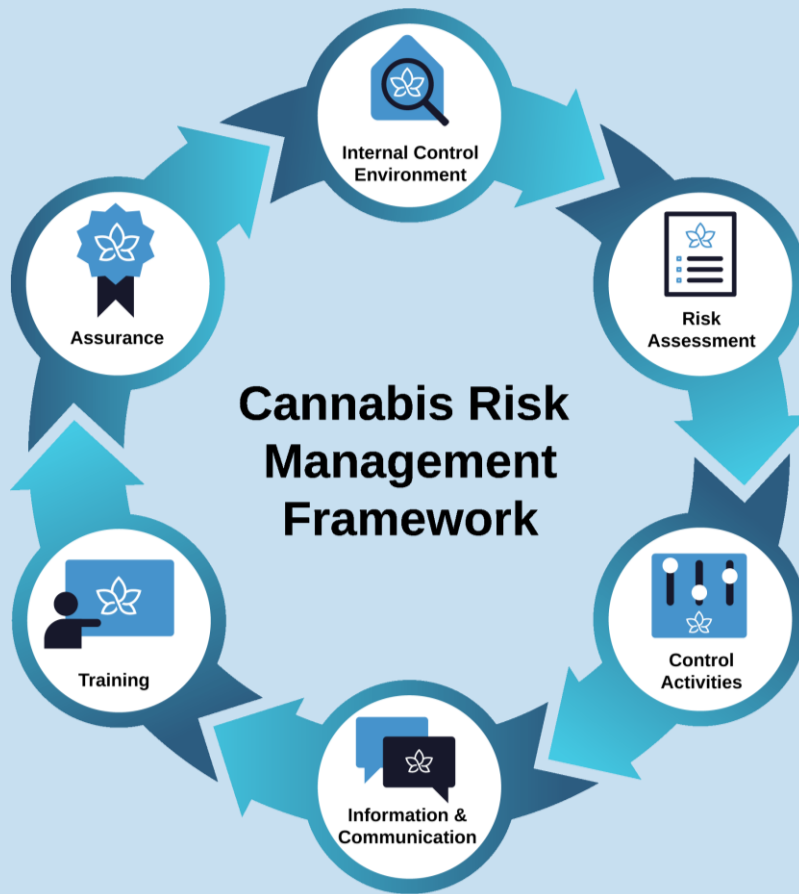 Internal Control
Environment
Risk
Assessment
Control
Activities
Information &
Communication
Training
Assurance
Cannabis Risk
Management
Framework